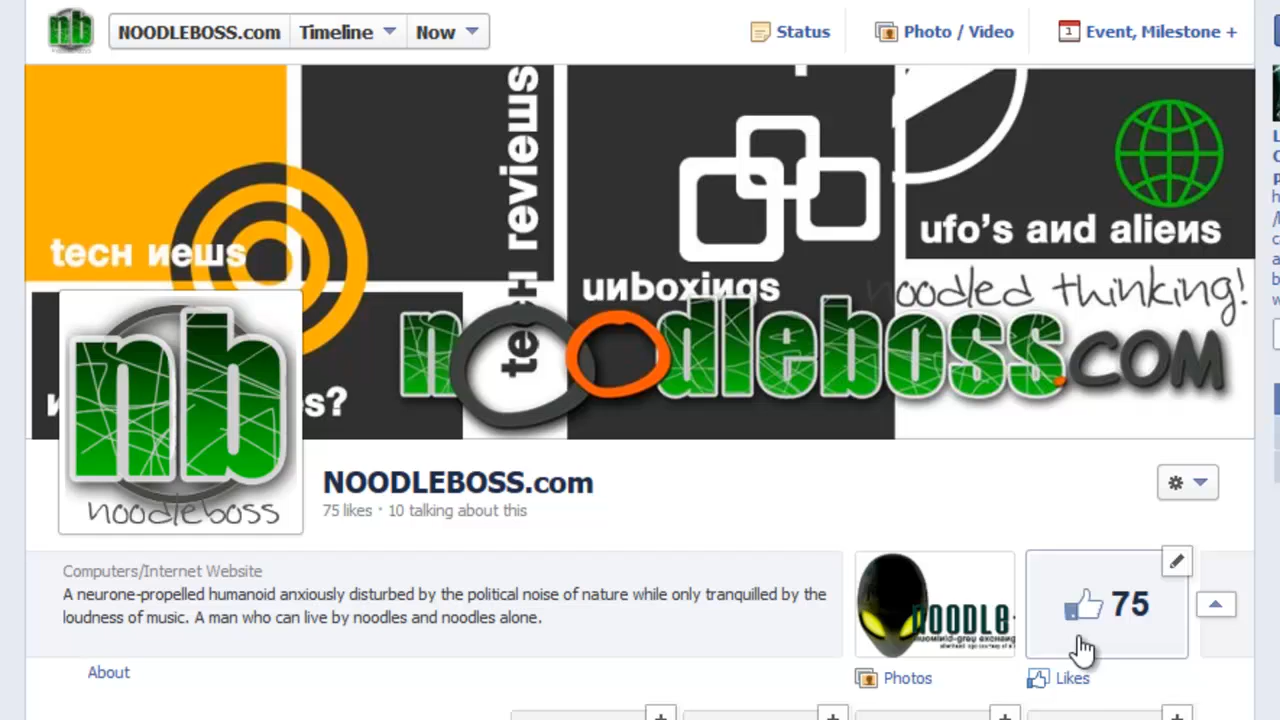 NOODLEBOSS.com Timeline Now Status Photo / Video 1 Event, Milestone +
tech news
tech reviews
unboxings
ufo's and aliens
noodled thinking!
noodleboss.COM
s?
nb
noodleboss
NOODLEBOSS.com
75 likes · 10 talking about this
Computers/Internet Website
A neurone-propelled humanoid anxiously disturbed by the political noise of nature while only tranquilled by the
loudness of music. A man who can live by noodles and noodles alone.
NOODLE
75
About
Photos
Likes